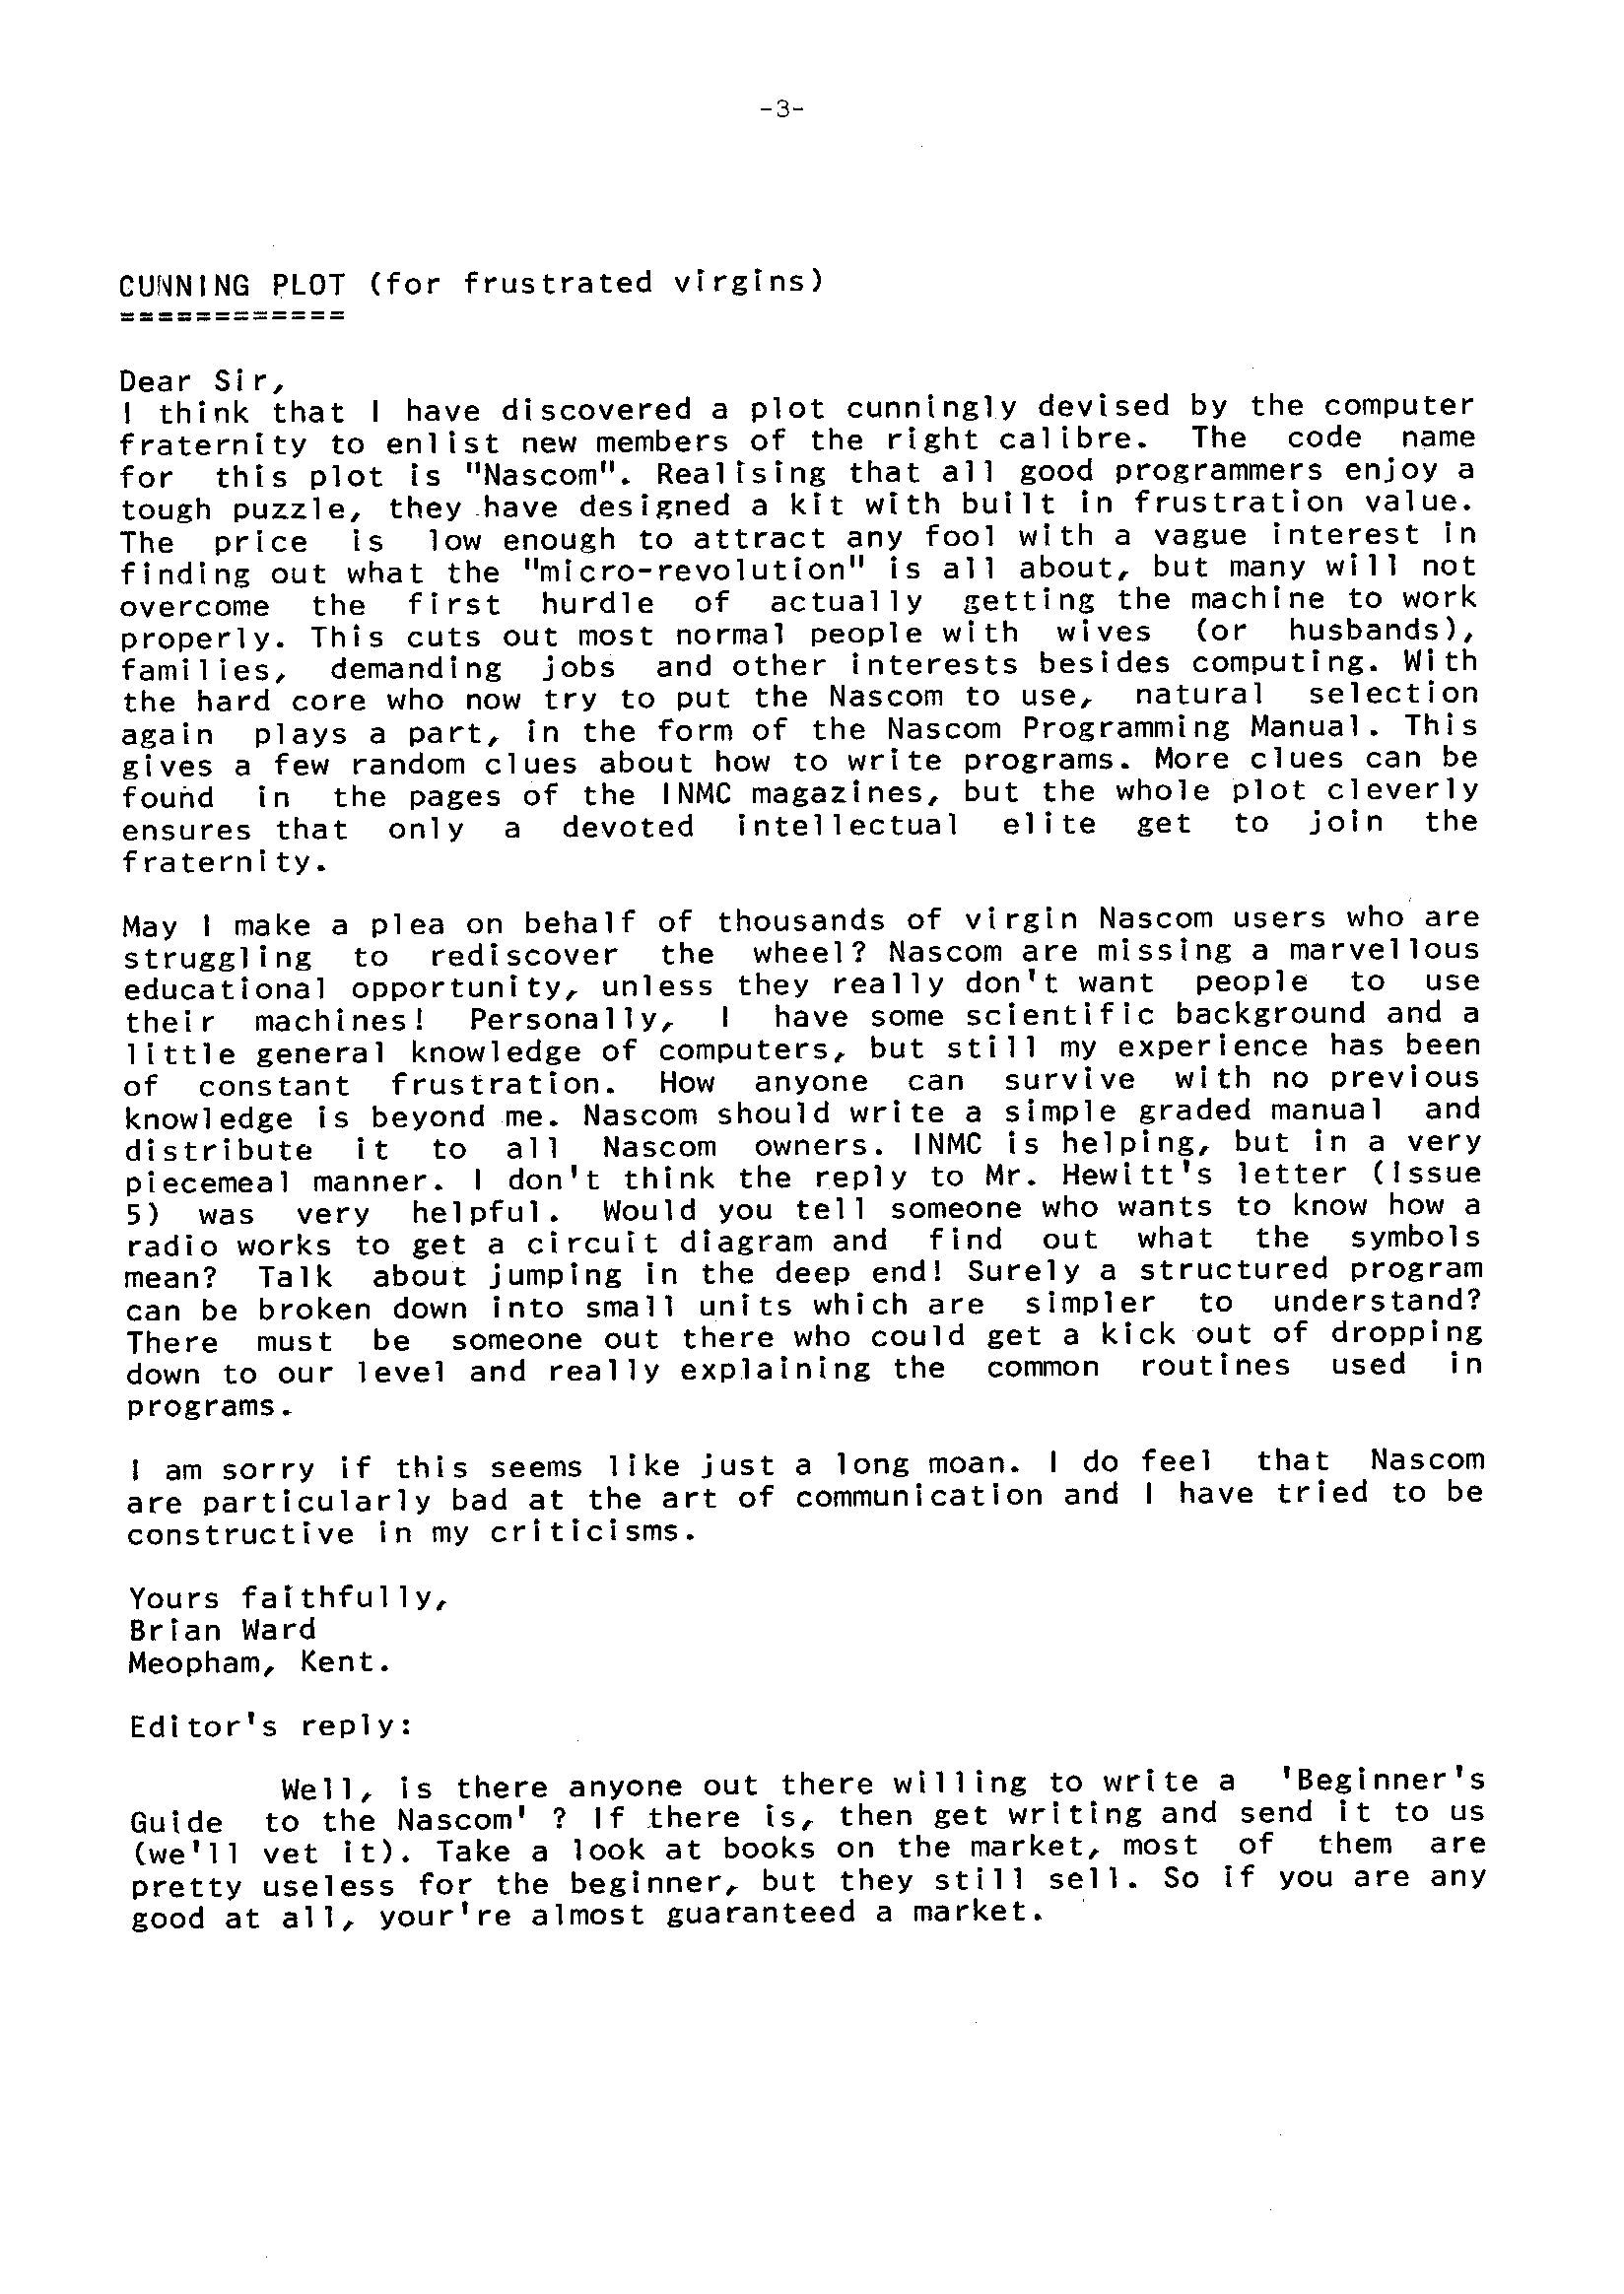 -3-
CUNNING PLOT (for frustrated virgins)
============
Dear Sir,
I think that I have discovered a plot cunningly devised by the computer
fraternity to enlist new members of the right calibre. The code name
for this plot is "Nascom". Realising that all good programmers enjoy a
tough puzzle, they have designed a kit with built in frustration value.
The price is low enough to attract any fool with a vague interest in
finding out what the "micro-revolution" is all about, but many will not
overcome the first hurdle of actually getting the machine to work
properly. This cuts out most normal people with wives (or husbands),
families, demanding jobs and other interests besides computing. With
the hard core who now try to put the Nascom to use, natural selection
again plays a part, in the form of the Nascom Programming Manual. This
gives a few random clues about how to write programs. More clues can be
found in the pages of the INMC magazines, but the whole plot cleverly
ensures that only a devoted intellectual elite get to join the
fraternity.
May I make a plea on behalf of thousands of virgin Nascom users who are
struggling to rediscover the wheel? Nascom are missing a marvellous
educational opportunity, unless they really don't want people to use
their machines! Personally, I have some scientific background and a
little general knowledge of computers, but still my experience has been
of constant frustration. How anyone can survive with no previous
knowledge is beyond me. Nascom should write a simple graded manual and
distribute it to all Nascom owners. INMC is helping, but in a very
piecemeal manner. I don't think the reply to Mr. Hewitt's letter (Issue
5) was very helpful. Would you tell someone who wants to know how a
radio works to get a circuit diagram and find out what the symbols
mean? Talk about jumping in the deep end! Surely a structured program
can be broken down into small units which are simpler to understand?
There must be someone out there who could get a kick out of dropping
down to our level and really explaining the common routines used in
programs.
I am sorry if this seems like just a long moan. I do feel that Nascom
are particularly bad at the art of communication and I have tried to be
constructive in my criticisms.
Yours faithfully,
Brian Ward
Meopham, Kent.
Editor's reply:
Well, is there anyone out there willing to write a 'Beginner's
Guide to the Nascom' ? If there is, then get writing and send it to us
(we'll vet it). Take a look at books on the market, most of them are
pretty useless for the beginner, but they still sell. So if you are any
good at all, your're almost guaranteed a market.